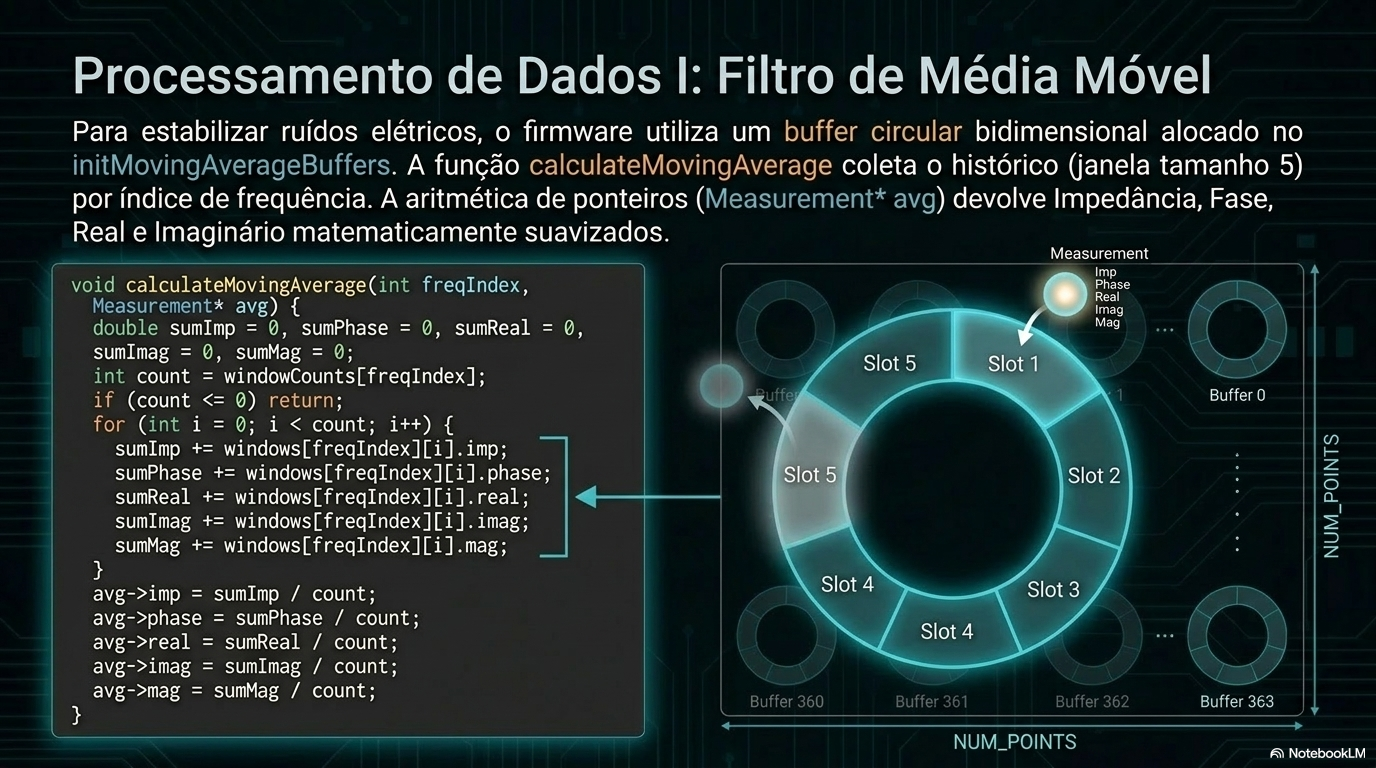 Processamento de Dados I: Filtro de Média Móvel
Para estabilizar ruídos elétricos, o firmware utiliza um buffer circular bidimensional alocado no
initMovingAverageBuffers. A função calculateMovingAverage coleta o histórico (janela tamanho 5)
por índice de frequência. A aritmética de ponteiros (Measurement* avg) devolve Impedância, Fase,
Real e Imaginário matematicamente suavizados.
void calculateMovingAverage(int freqIndex,
Measurement* avg) {
double sumImp = 0, sumPhase = 0, sumReal = 0,
sumImag = 0, sumMag = 0;
int count = windowCounts[freqIndex];
if (count <= 0) return;
for (int i = 0; i < count; i++) {
sumImp += windows[freqIndex][i].imp;
sumPhase += windows[freqIndex][i].phase;
sumReal += windows[freqIndex][i].real;
sumImag += windows[freqIndex][i].imag;
sumMag += windows[freqIndex][i].mag;
}
avg->imp = sumImp / count;
avg->phase = sumPhase / count;
avg->real = sumReal / count;
avg->imag = sumImag / count;
avg->mag = sumMag / count;
}
Measurement
Imp
Phase
Real
Imag
Mag
Slot 5
Slot 1
Slot 5
Slot 2
Slot 4
Slot 3
Slot 4
1
Buffer 0
Buffer 360
Buffer 361
Buffer 362
Buffer 363
NUM_POINTS
NUM_POINTS
NotebookLM